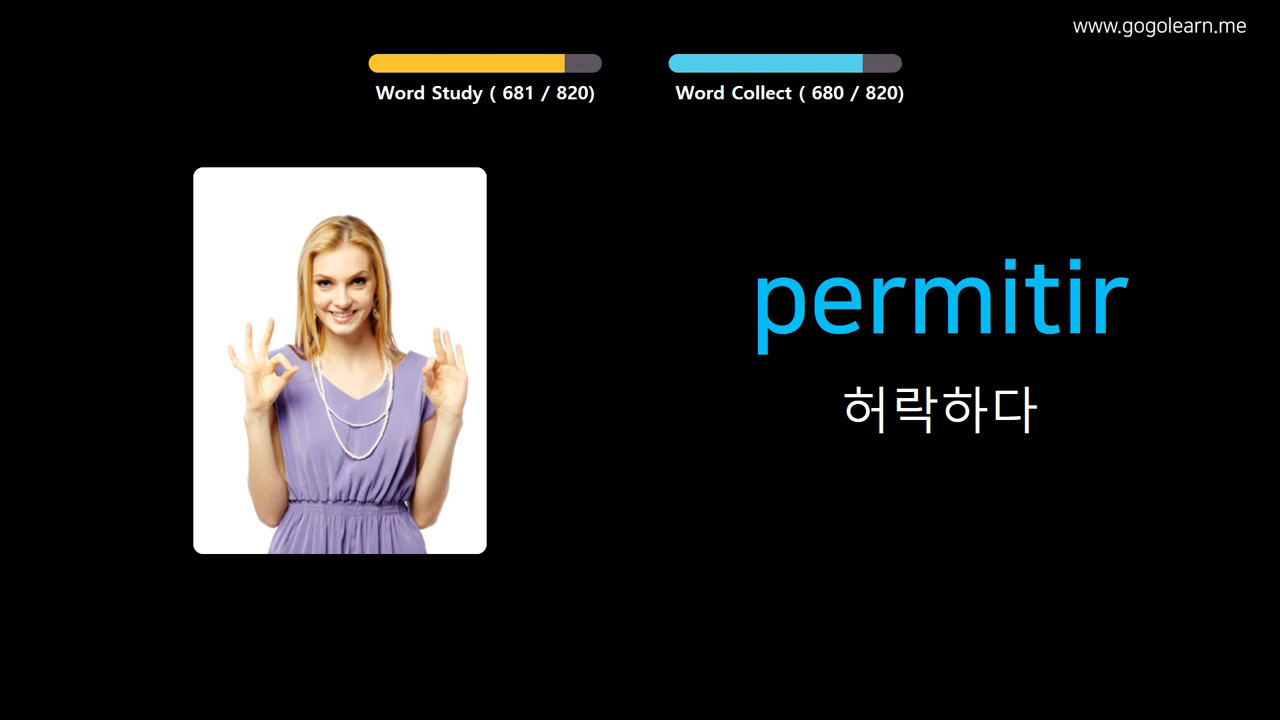 www.gogolearn.me
Word Study ( 681 / 820)
Word Collect ( 680 / 820)
permitir
허락하다